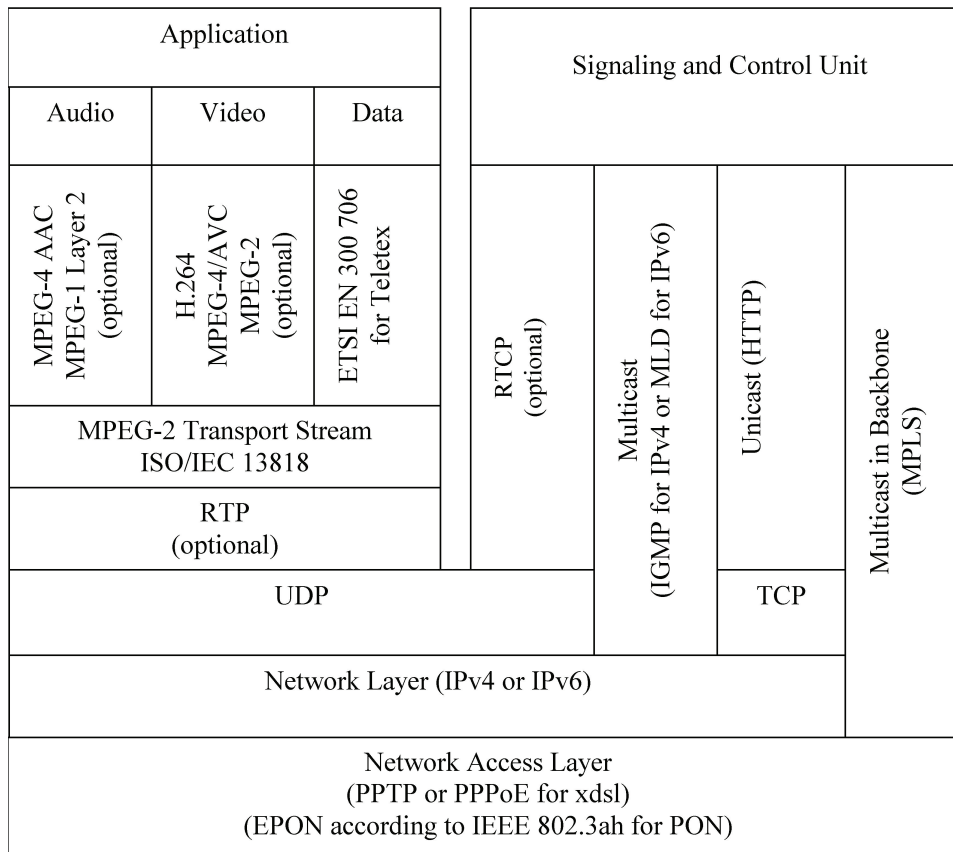 Application
Signaling and Control Unit
Audio
Video
Data
MPEG-4 AAC
MPEG-1 Layer 2
(optional)
H.264
MPEG-4/AVC
MPEG-2
(optional)
ETSI EN 300 706
for Teletex
RTCP
(optional)
Multicast
(IGMP for IPv4 or MLD for IPv6)
Unicast (HTTP)
Multicast in Backbone
(MPLS)
MPEG-2 Transport Stream
ISO/IEC 13818
RTP
(optional)
UDP
TCP
Network Layer (IPv4 or IPv6)
Network Access Layer
(PPTP or PPPoE for xdsl)
(EPON according to IEEE 802.3ah for PON)